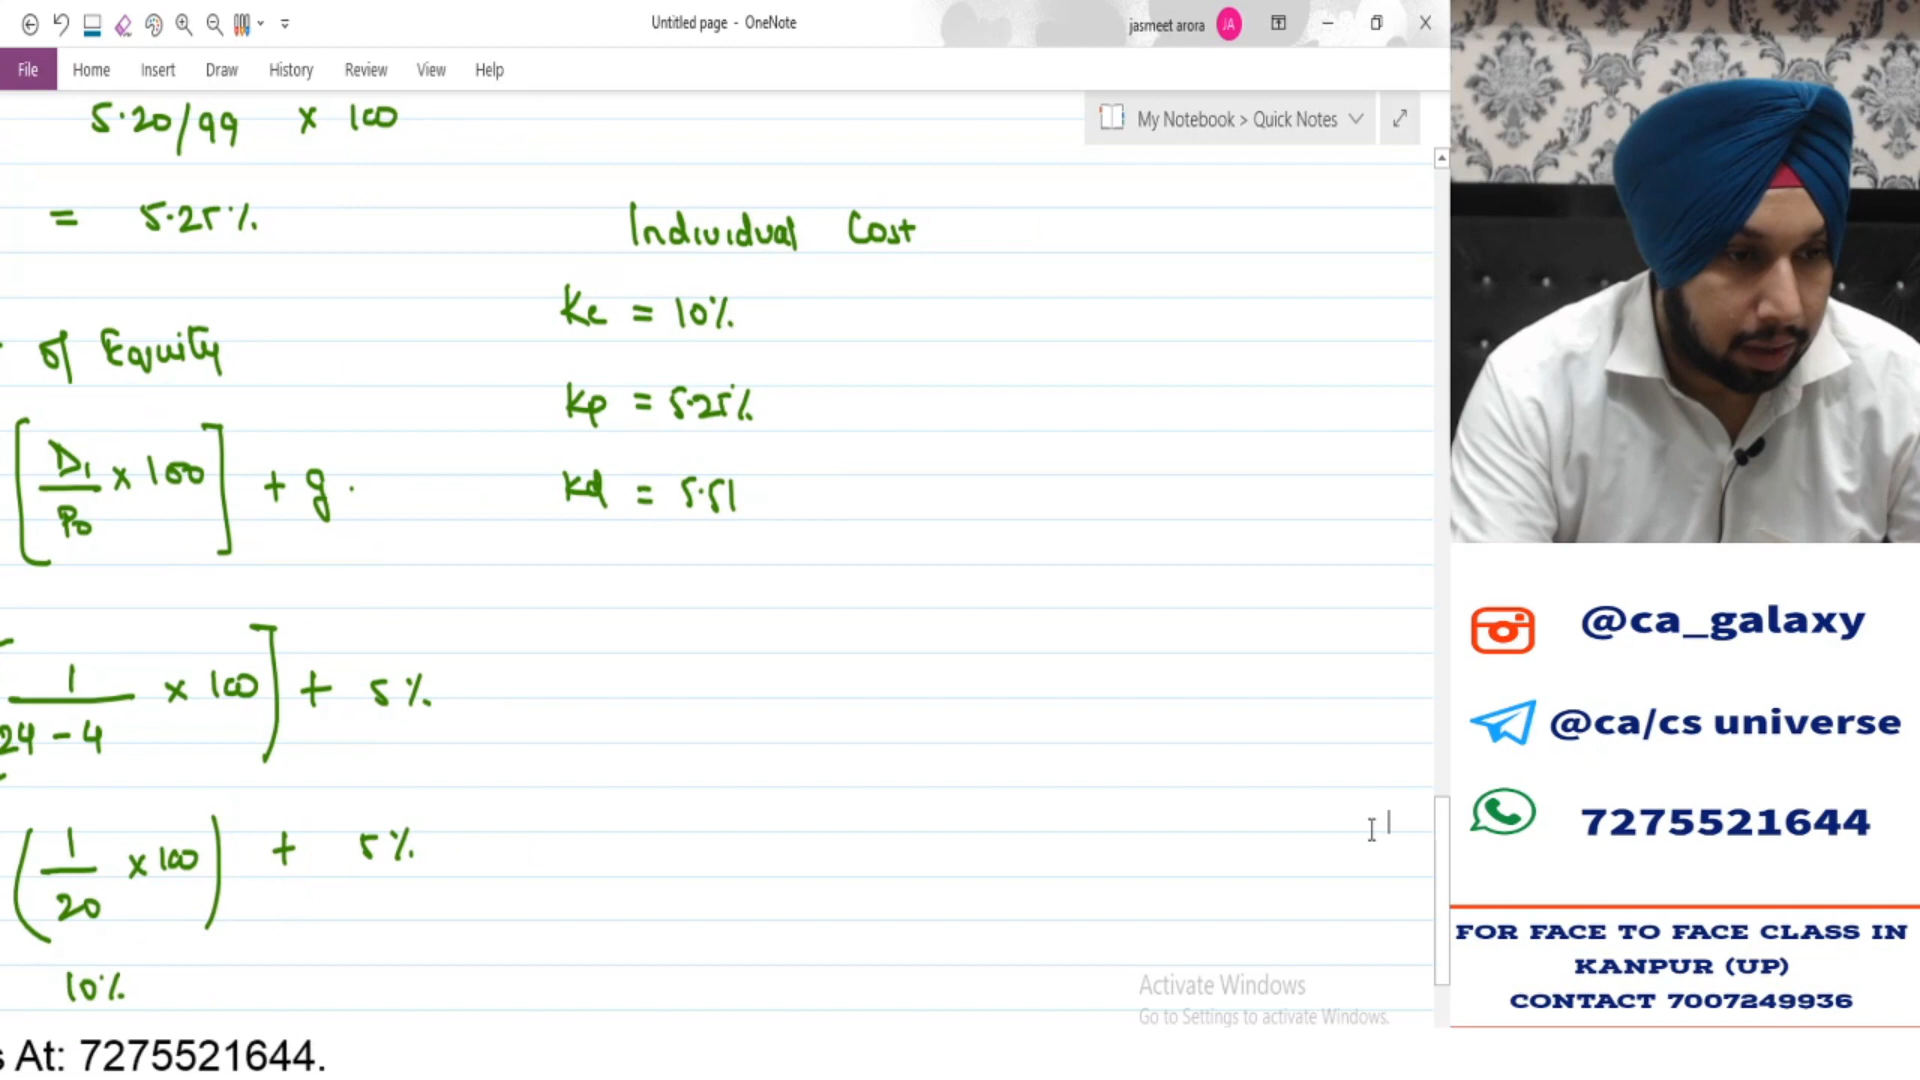 Untitled page - OneNote
jasmeet arora
JA
File Home Insert Draw History Review View Help
My Notebook > Quick Notes
5.20/99 x 100
= 5.25%
of Equity
[D1/P0 x 100] + g.
1/24-4 x 100] + 5%
(1/20 x 100) + 5%
10%
Individual Cost
Ke = 10%
Kp = 5.25%
Kd = 5.51
Activate Windows
Go to Settings to activate Windows.
@ca_galaxy
@ca/cs universe
7275521644
FOR FACE TO FACE CLASS IN
KANPUR (UP)
CONTACT 7007249936
s At: 7275521644.